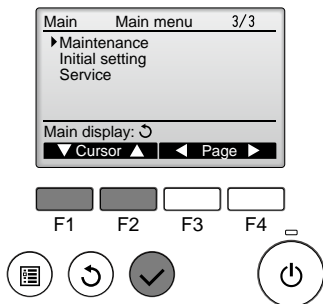 Main Main menu 3/3
Maintenance
Initial setting
Service
Main display:
Cursor Page
F1 F2 F3 F4